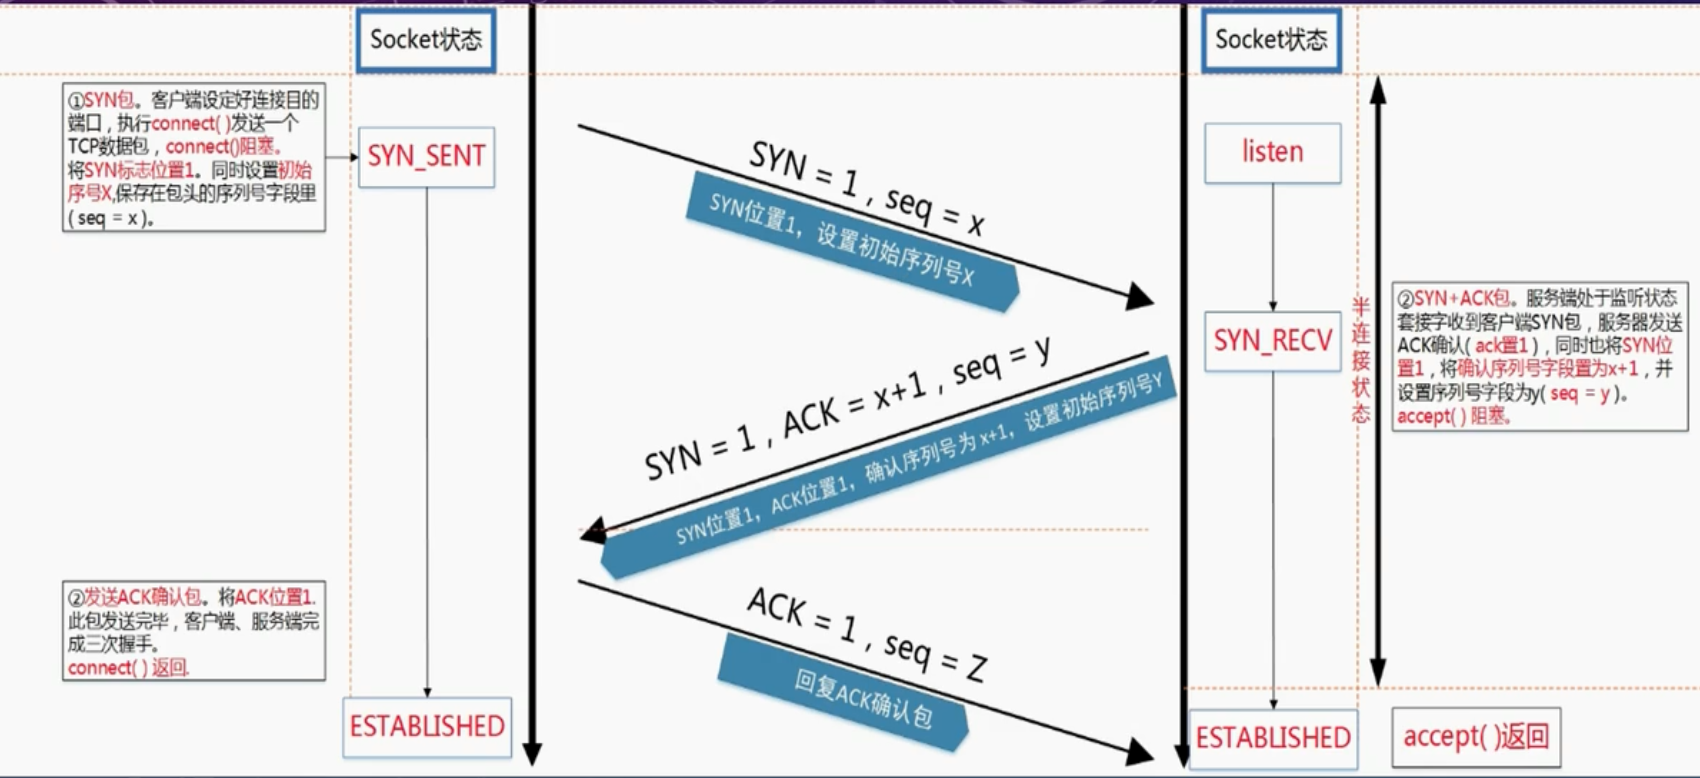 Socket状态
Socket状态
①SYN包。客户端设定好连接目的
端口，执行connect( )发送一个
TCP数据包，connect()阻塞。
将SYN标志位置1。同时设置初始
序号X,保存在包头的序列号字段里
( seq = x )。
SYN_SENT
SYN = 1 , seq = x
SYN位置1，设置初始序列号X
listen
SYN_RECV
半连接状态
②SYN+ACK包。服务端处于监听状态
套接字收到客户端SYN包，服务器发送
ACK确认( ack置1 )，同时也将SYN位
置1，将确认序列号字段置为x+1，并
设置序列号字段为y( seq = y )。
accept( ) 阻塞。
SYN = 1 , ACK = x+1 , seq = y
SYN位置1，ACK位置1，确认序列号为 x+1，设置初始序列号Y
②发送ACK确认包。将ACK位置1.
此包发送完毕，客户端、服务端完
成三次握手。
connect( ) 返回.
ACK = 1 , seq = Z
回复ACK确认包
ESTABLISHED
ESTABLISHED
accept( )返回